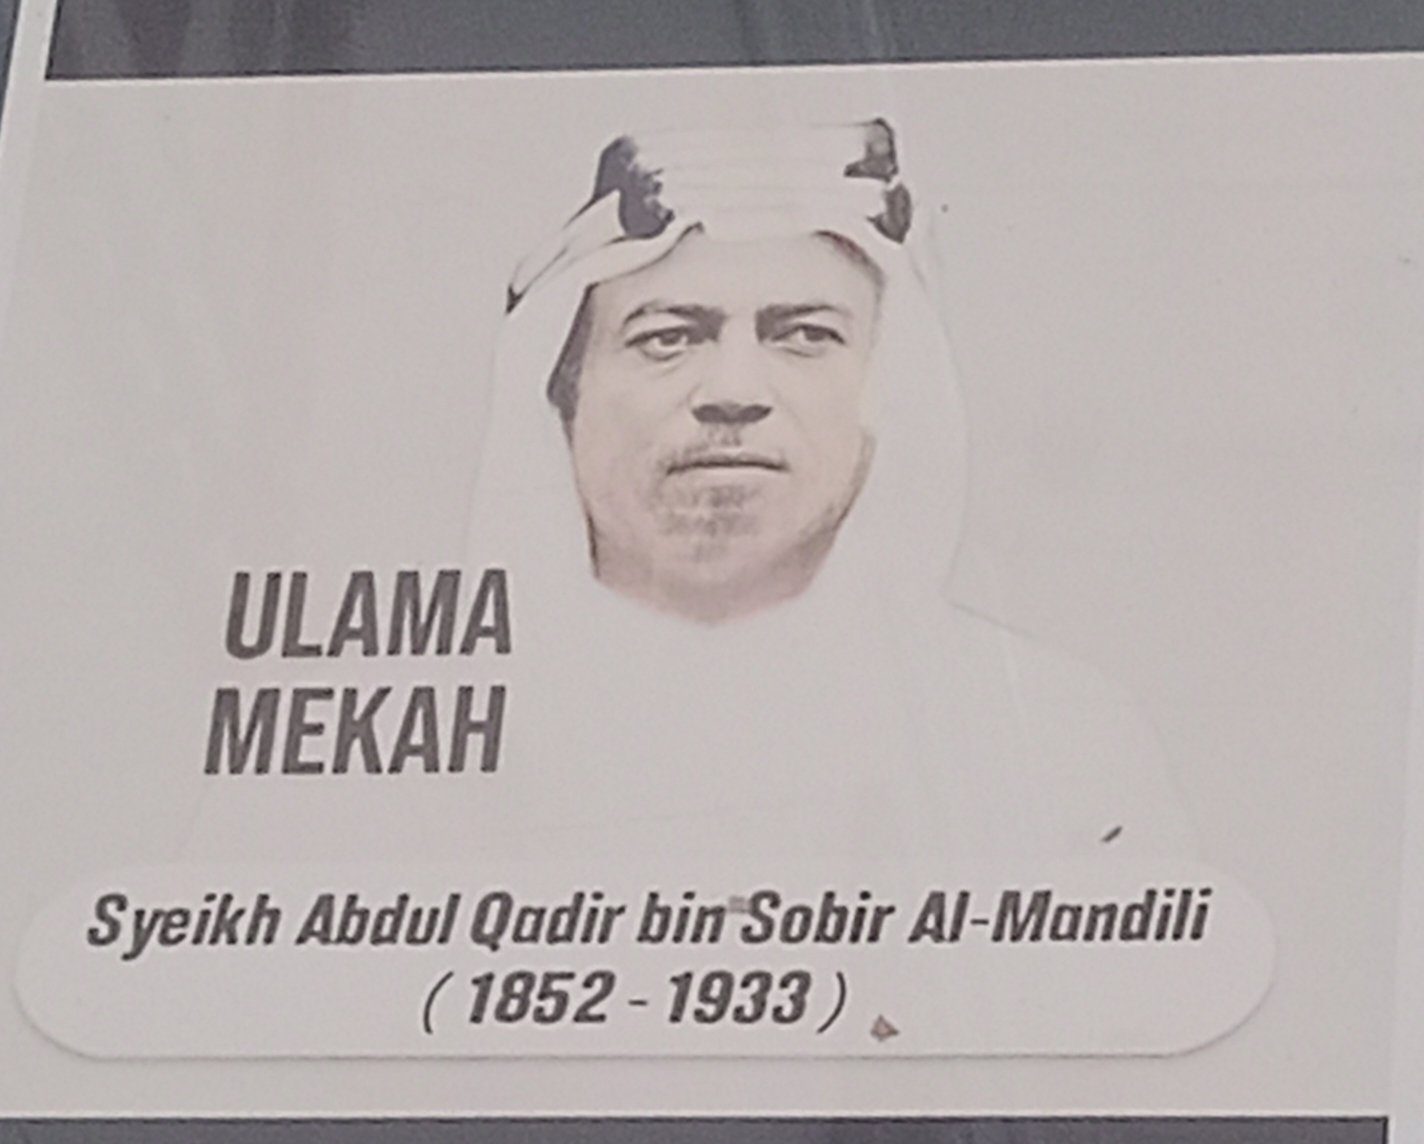 ULAMA
MEKAH
Syeikh Abdul Qadir bin Sobir Al-Mandili
( 1852 - 1933 )